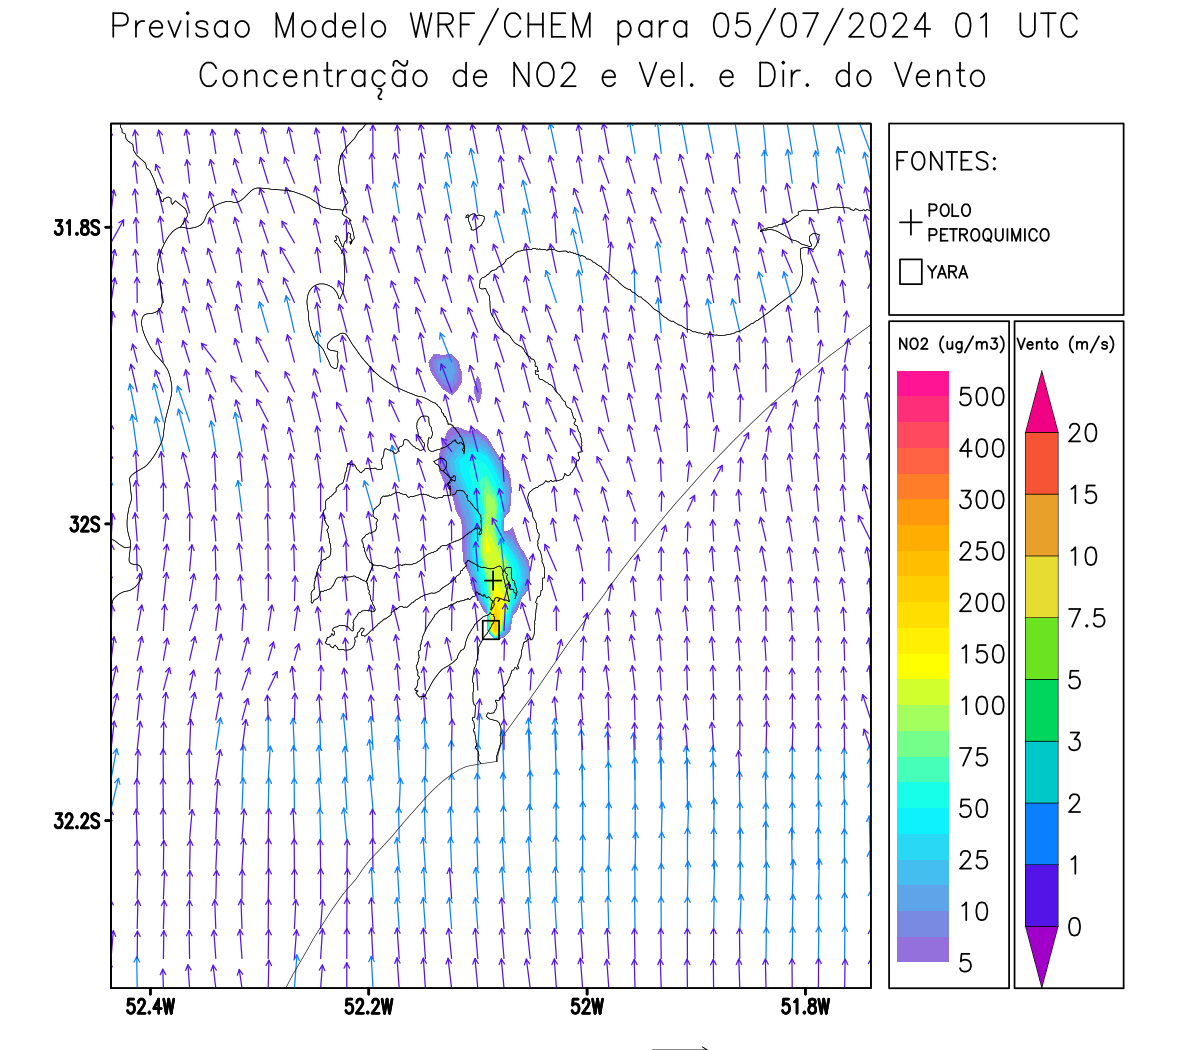 Previsao Modelo WRF/CHEM para 05/07/2024 01 UTC
Concentração de NO2 e Vel. e Dir. do Vento
FONTES:
POLO
PETROQUIMICO
YARA
31.8S
32S
32.2S
52.4W
52.2W
52W
51.8W
NO2 (ug/m3)
500
400
300
250
200
150
100
75
50
25
10
5
Vento (m/s)
20
15
10
7.5
5
3
2
1
0